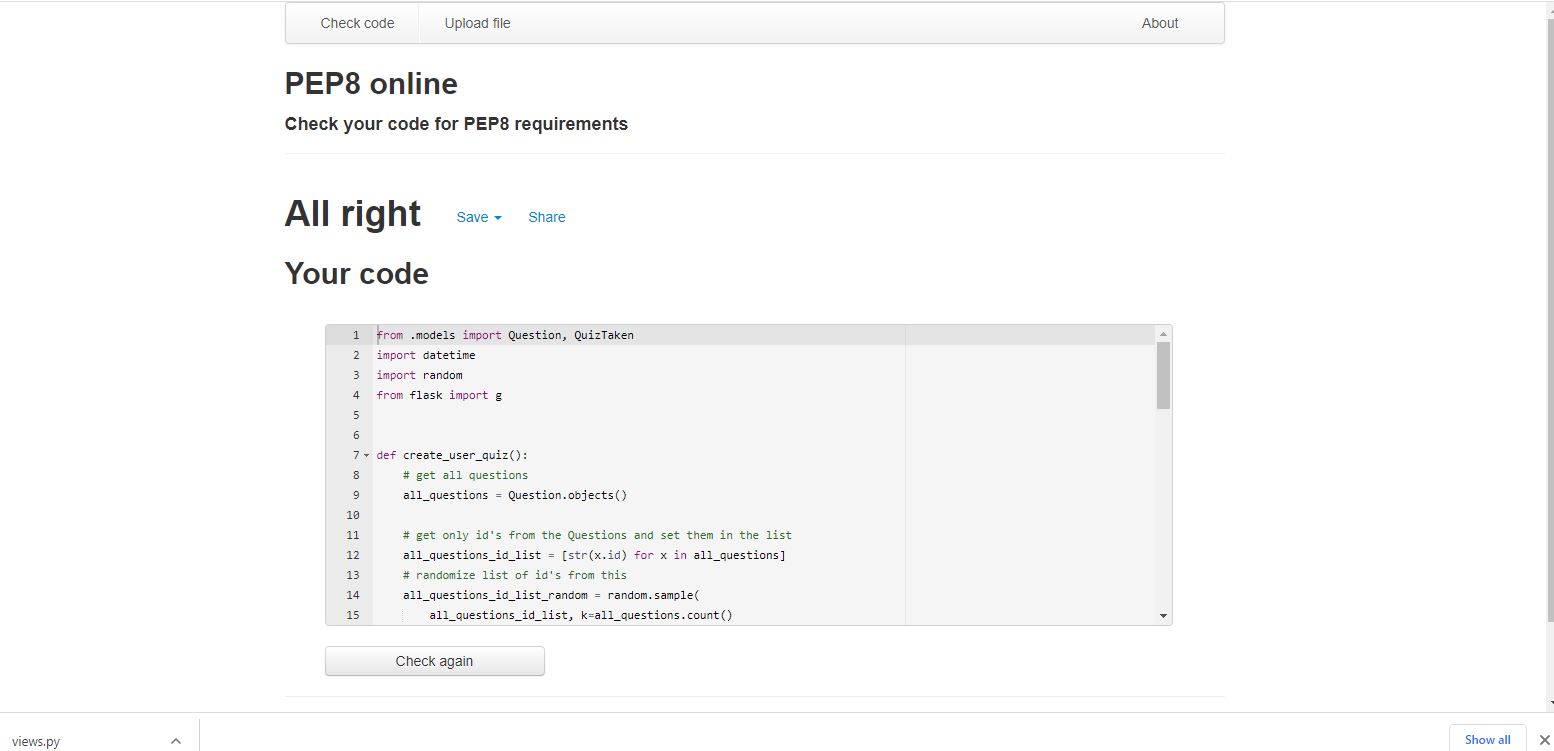 Check code Upload file About
PEP8 online
Check your code for PEP8 requirements
All right Save Share
Your code
1 from .models import Question, QuizTaken
2 import datetime
3 import random
4 from flask import g
5
6
7 def create_user_quiz():
8     # get all questions
9     all_questions = Question.objects()
10
11     # get only id's from the Questions and set them in the list
12     all_questions_id_list = [str(x.id) for x in all_questions]
13     # randomize list of id's from this
14     all_questions_id_list_random = random.sample(
15         all_questions_id_list, k=all_questions.count()
Check again
views.py Show all